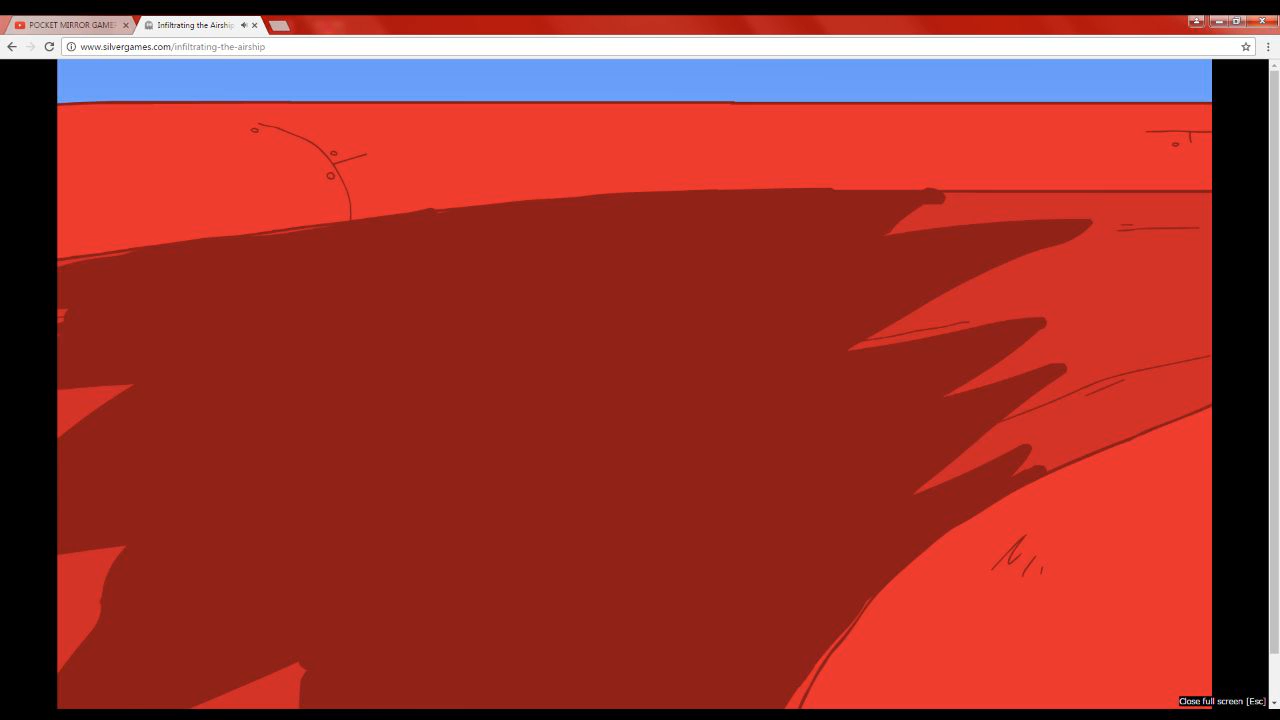 POCKET MIRROR GAME
Infiltrating the Airship
www.silvergames.com/infiltrating-the-airship
Close full screen [Esc]